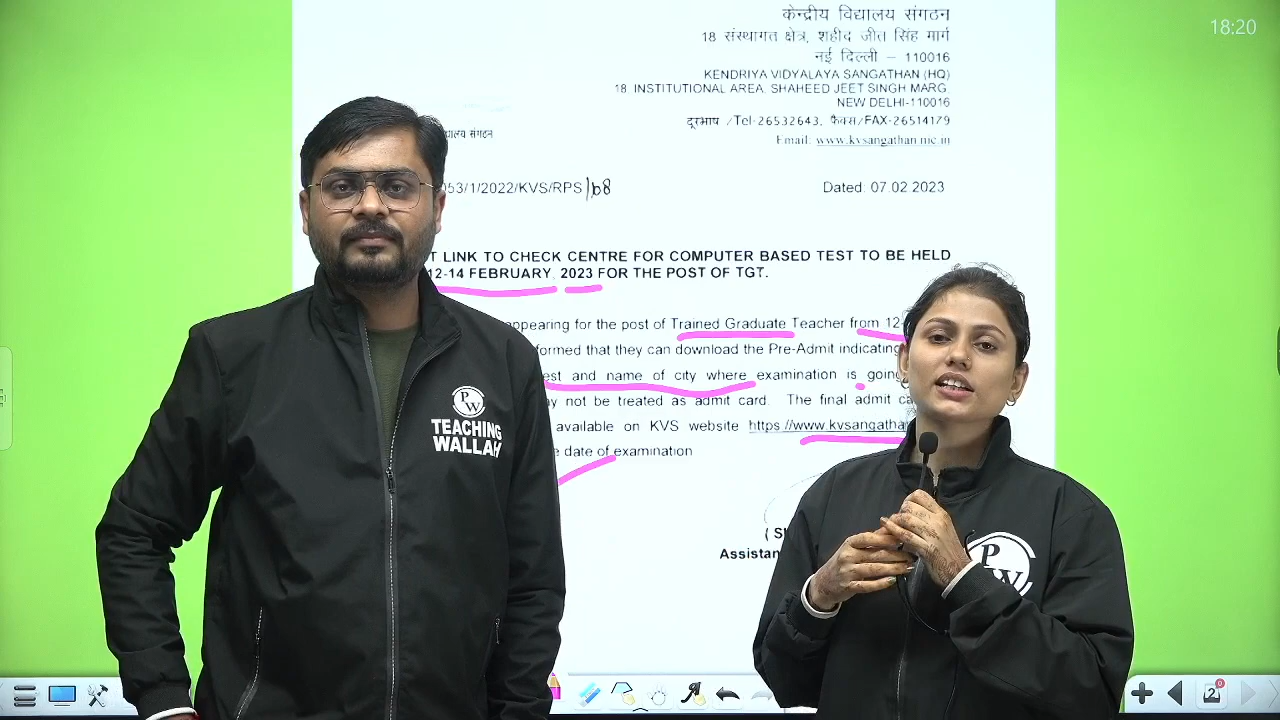 18:20
केन्द्रीय विद्यालय संगठन
18 संस्थागत क्षेत्र, शहीद जीत सिंह मार्ग
नई दिल्ली – 110016
KENDRIYA VIDYALAYA SANGATHAN (HQ)
18 INSTITUTIONAL AREA, SHAHEED JEET SINGH MARG,
NEW DELHI-110016
दूरभाष /Tel-26532643, फैक्स/FAX-26514179
Email: www.kvsangathan.nic.in
संगठन
053/1/2022/KVS/RPS
Dated: 07.02 2023
LINK TO CHECK CENTRE FOR COMPUTER BASED TEST TO BE HELD
12-14 FEBRUARY 2023 FOR THE POST OF TGT.
appearing for the post of Trained Graduate Teacher from 12
that they can download the Pre-Admit indicating
and name of city where examination is going
not be treated as admit card. The final admit
available on KVS website https://www.kvsangathan
date of examination
Assistan
PW
TEACHING
WALLAH
PW
2